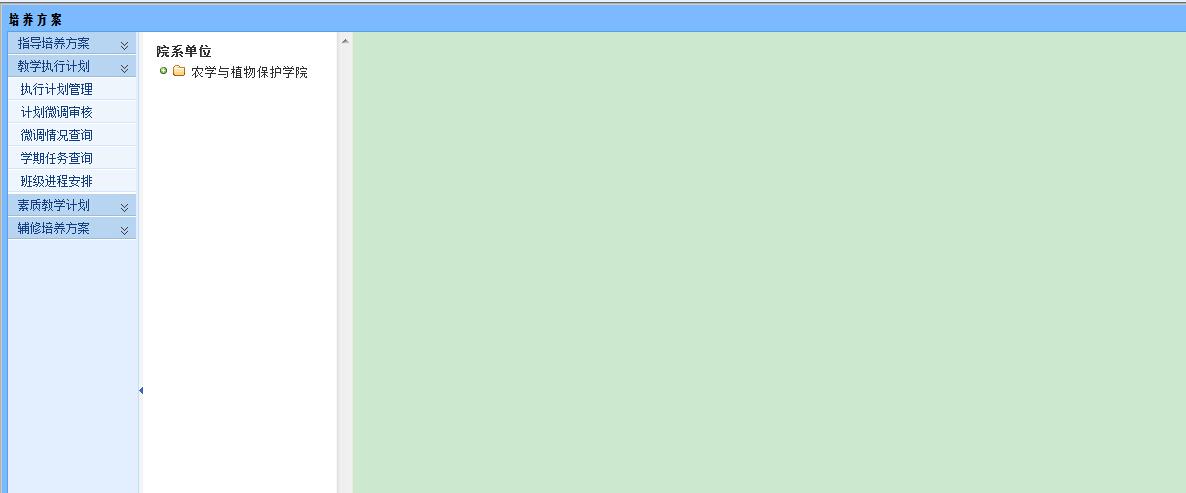 培养方案
指导培养方案
教学执行计划
执行计划管理
计划微调审核
微调情况查询
学期任务查询
班级进程安排
素质教学计划
辅修培养方案
院系单位
农学与植物保护学院